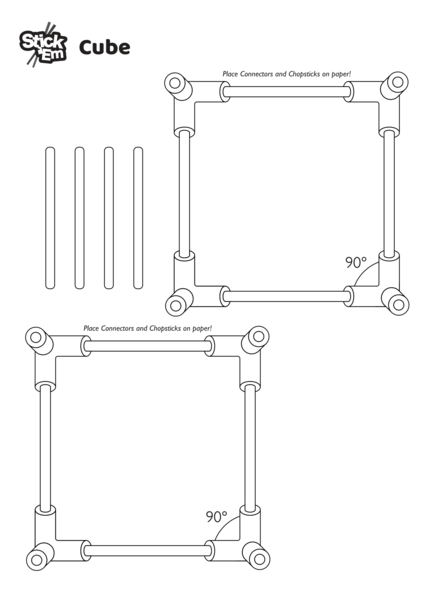 Stick 'Em
Cube
Place Connectors and Chopsticks on paper!
90°
Place Connectors and Chopsticks on paper!
90°